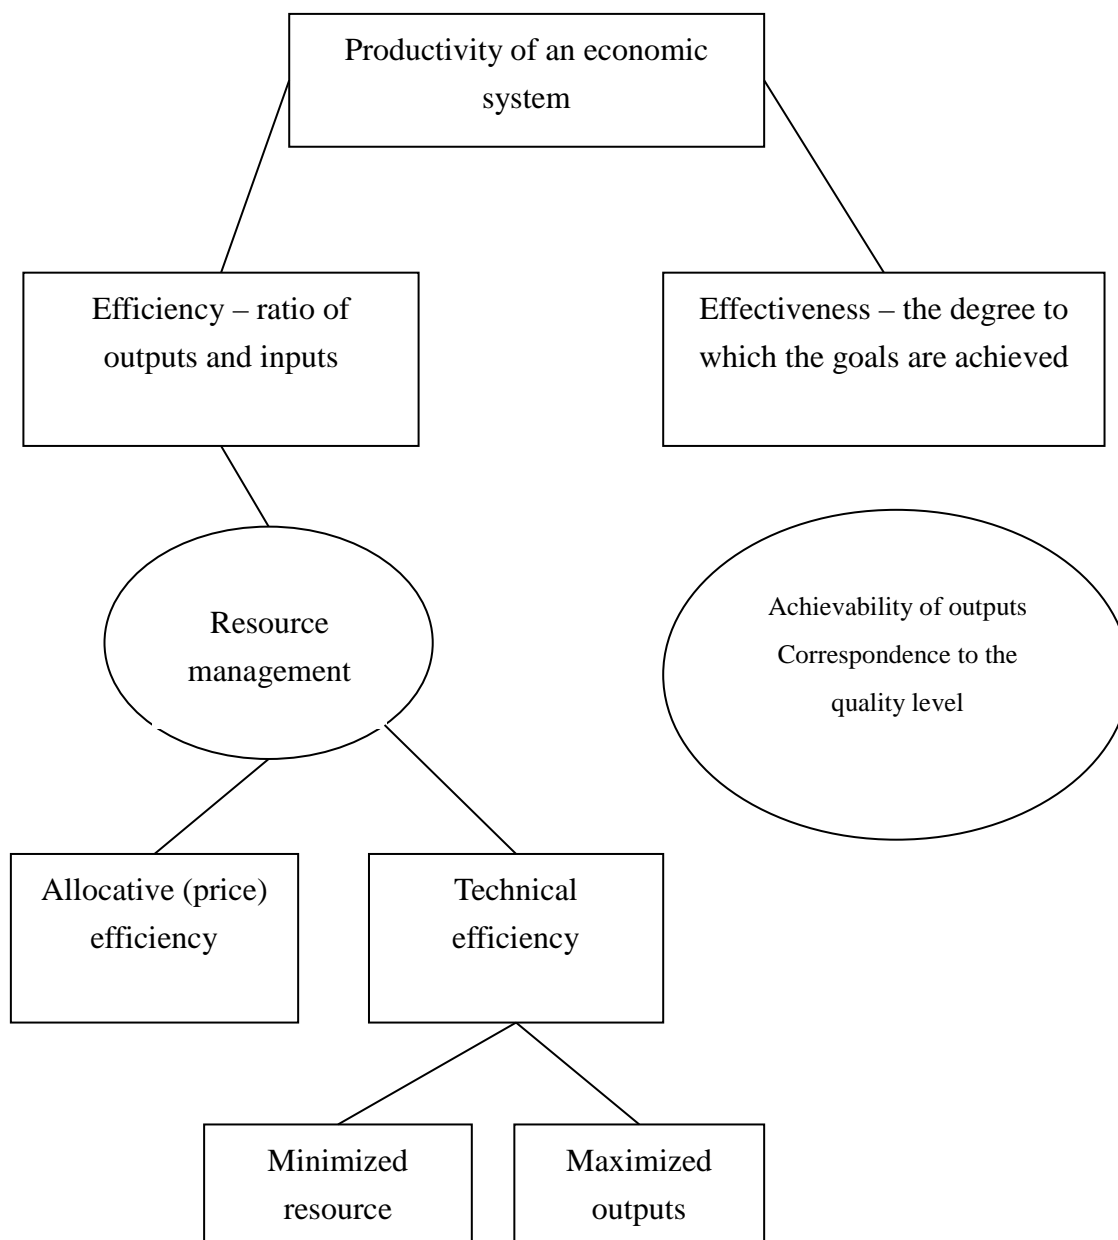 Productivity of an economic
system
Efficiency – ratio of
outputs and inputs
Effectiveness – the degree to
which the goals are achieved
Resource
management
Achievability of outputs
Correspondence to the
quality level
Allocative (price)
efficiency
Technical
efficiency
Minimized
resource
Maximized
outputs